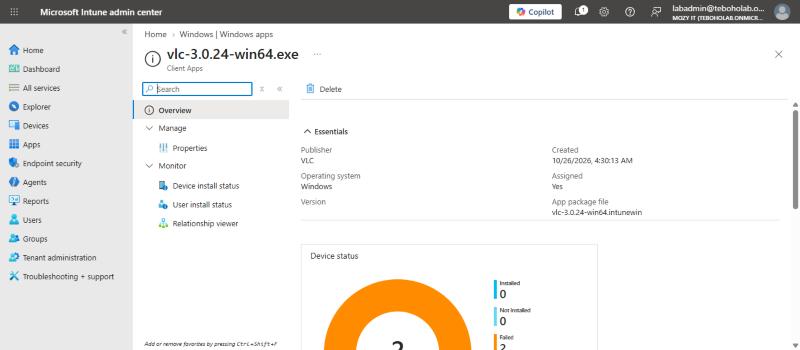 Microsoft Intune admin center
Copilot
1
labadmin@teboholab.on...
MOZY IT (TEBOHOLAB.ONMICR...
Home
Dashboard
All services
Explorer
Devices
Apps
Endpoint security
Agents
Reports
Users
Groups
Tenant administration
Troubleshooting + support
Home > Windows | Windows apps >
vlc-3.0.24-win64.exe ...
Client Apps
Search
Overview
Manage
Properties
Monitor
Device install status
User install status
Relationship viewer
Add or remove favorites by pressing Ctrl+Shift+F
Delete
Essentials
Publisher
VLC
Operating system
Windows
Version
Created
10/26/2026, 4:30:13 AM
Assigned
Yes
App package file
vlc-3.0.24-win64.intunewin
Device status
2
Installed
0
Not Installed
0
Failed
2